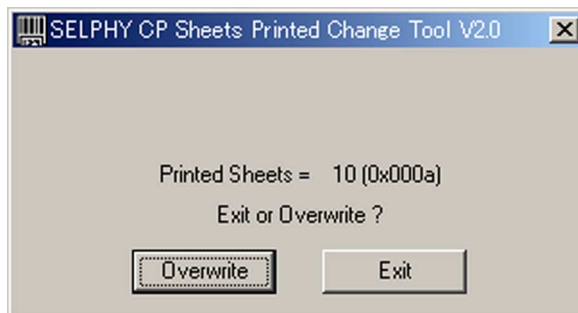 SELPHY CP Sheets Printed Change Tool V2.0
Printed Sheets = 10 (0x000a)
Exit or Overwrite ?
Overwrite Exit